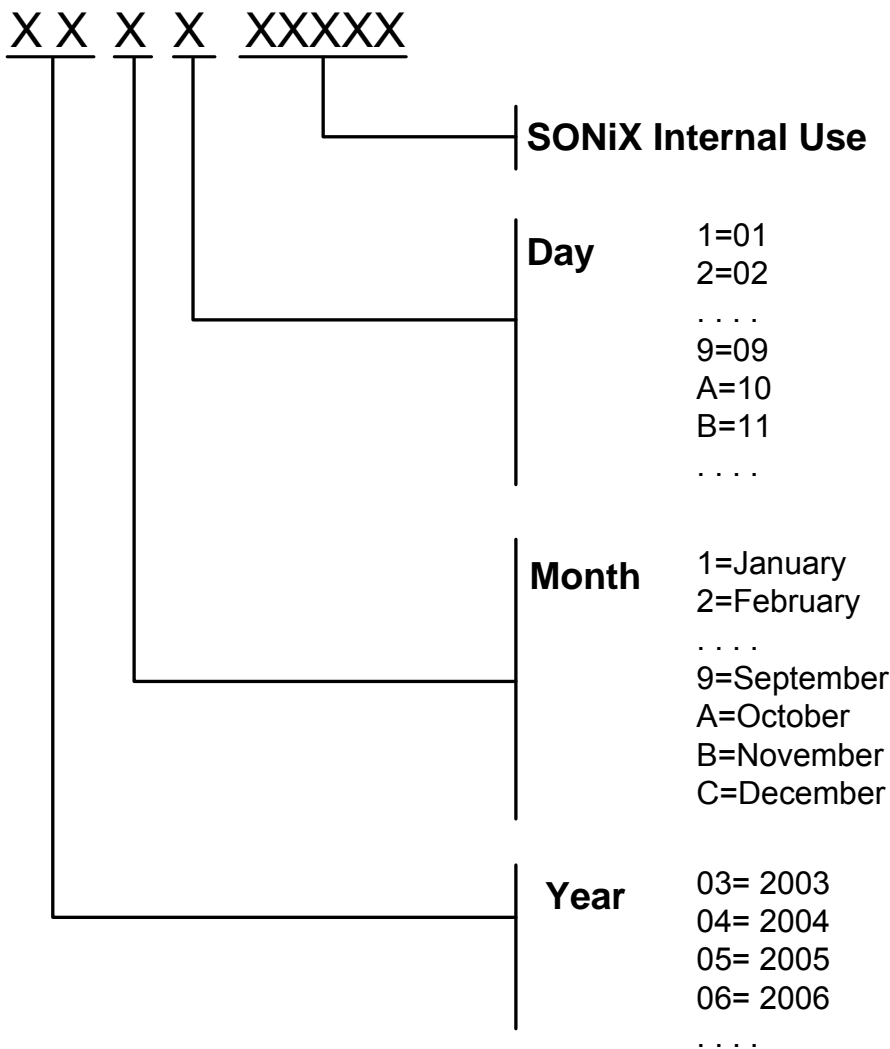 X X X X XXXXX
SONiX Internal Use
Day
1=01
2=02
. . . .
9=09
A=10
B=11
. . . .
Month
1=January
2=February
. . . .
9=September
A=October
B=November
C=December
Year
03= 2003
04= 2004
05= 2005
06= 2006
. . . .